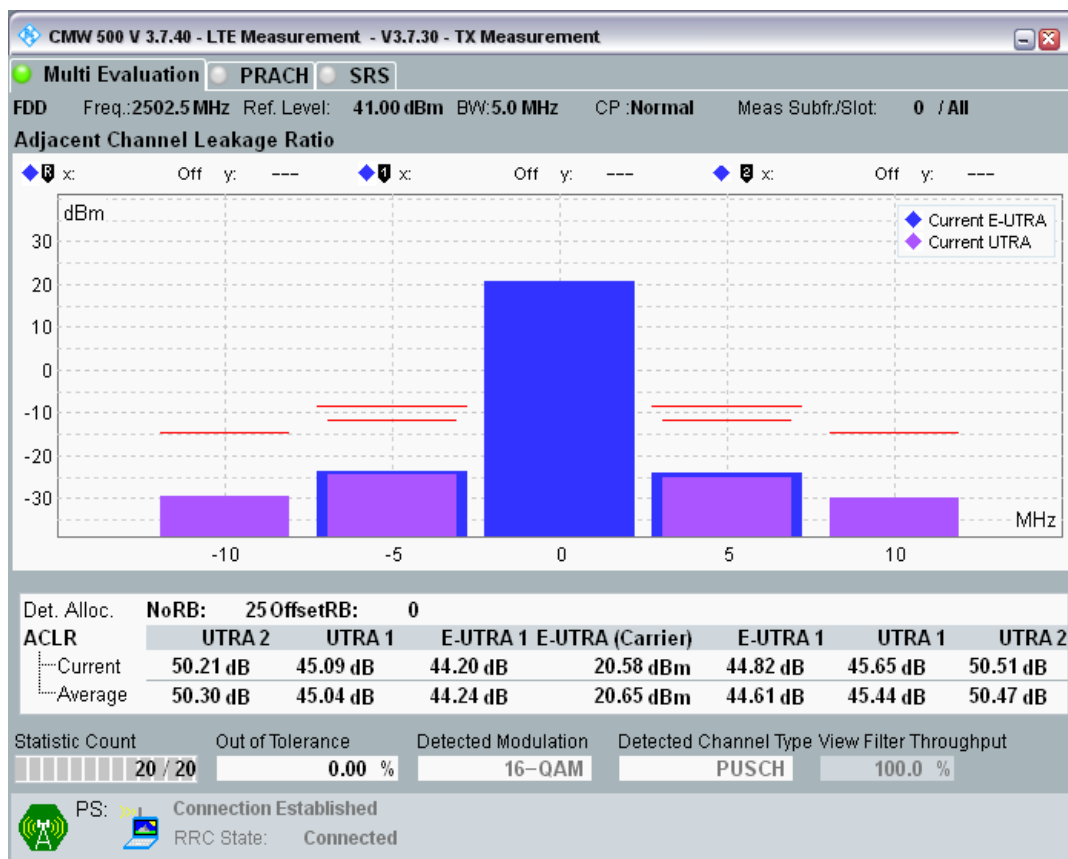 CMW 500 V 3.7.40 - LTE Measurement - V3.7.30 - TX Measurement
Multi Evaluation PRACH SRS
FDD Freq.:2502.5 MHz Ref. Level: 41.00 dBm BW:5.0 MHz CP :Normal Meas Subfr./Slot: 0 / All
Adjacent Channel Leakage Ratio
R x: Off y: --- 1 x: Off y: --- 2 x: Off y: ---
dBm
Current E-UTRA
Current UTRA
30
20
10
0
-10
-20
-30
MHz
-10 -5 0 5 10
Det. Alloc. NoRB: 25 OffsetRB: 0
ACLR UTRA 2 UTRA 1 E-UTRA 1 E-UTRA (Carrier) E-UTRA 1 UTRA 1 UTRA 2
Current 50.21 dB 45.09 dB 44.20 dB 20.58 dBm 44.82 dB 45.65 dB 50.51 dB
Average 50.30 dB 45.04 dB 44.24 dB 20.65 dBm 44.61 dB 45.44 dB 50.47 dB
Statistic Count Out of Tolerance Detected Modulation Detected Channel Type View Filter Throughput
20 / 20 0.00 % 16-QAM PUSCH 100.0 %
PS: Connection Established
RRC State: Connected